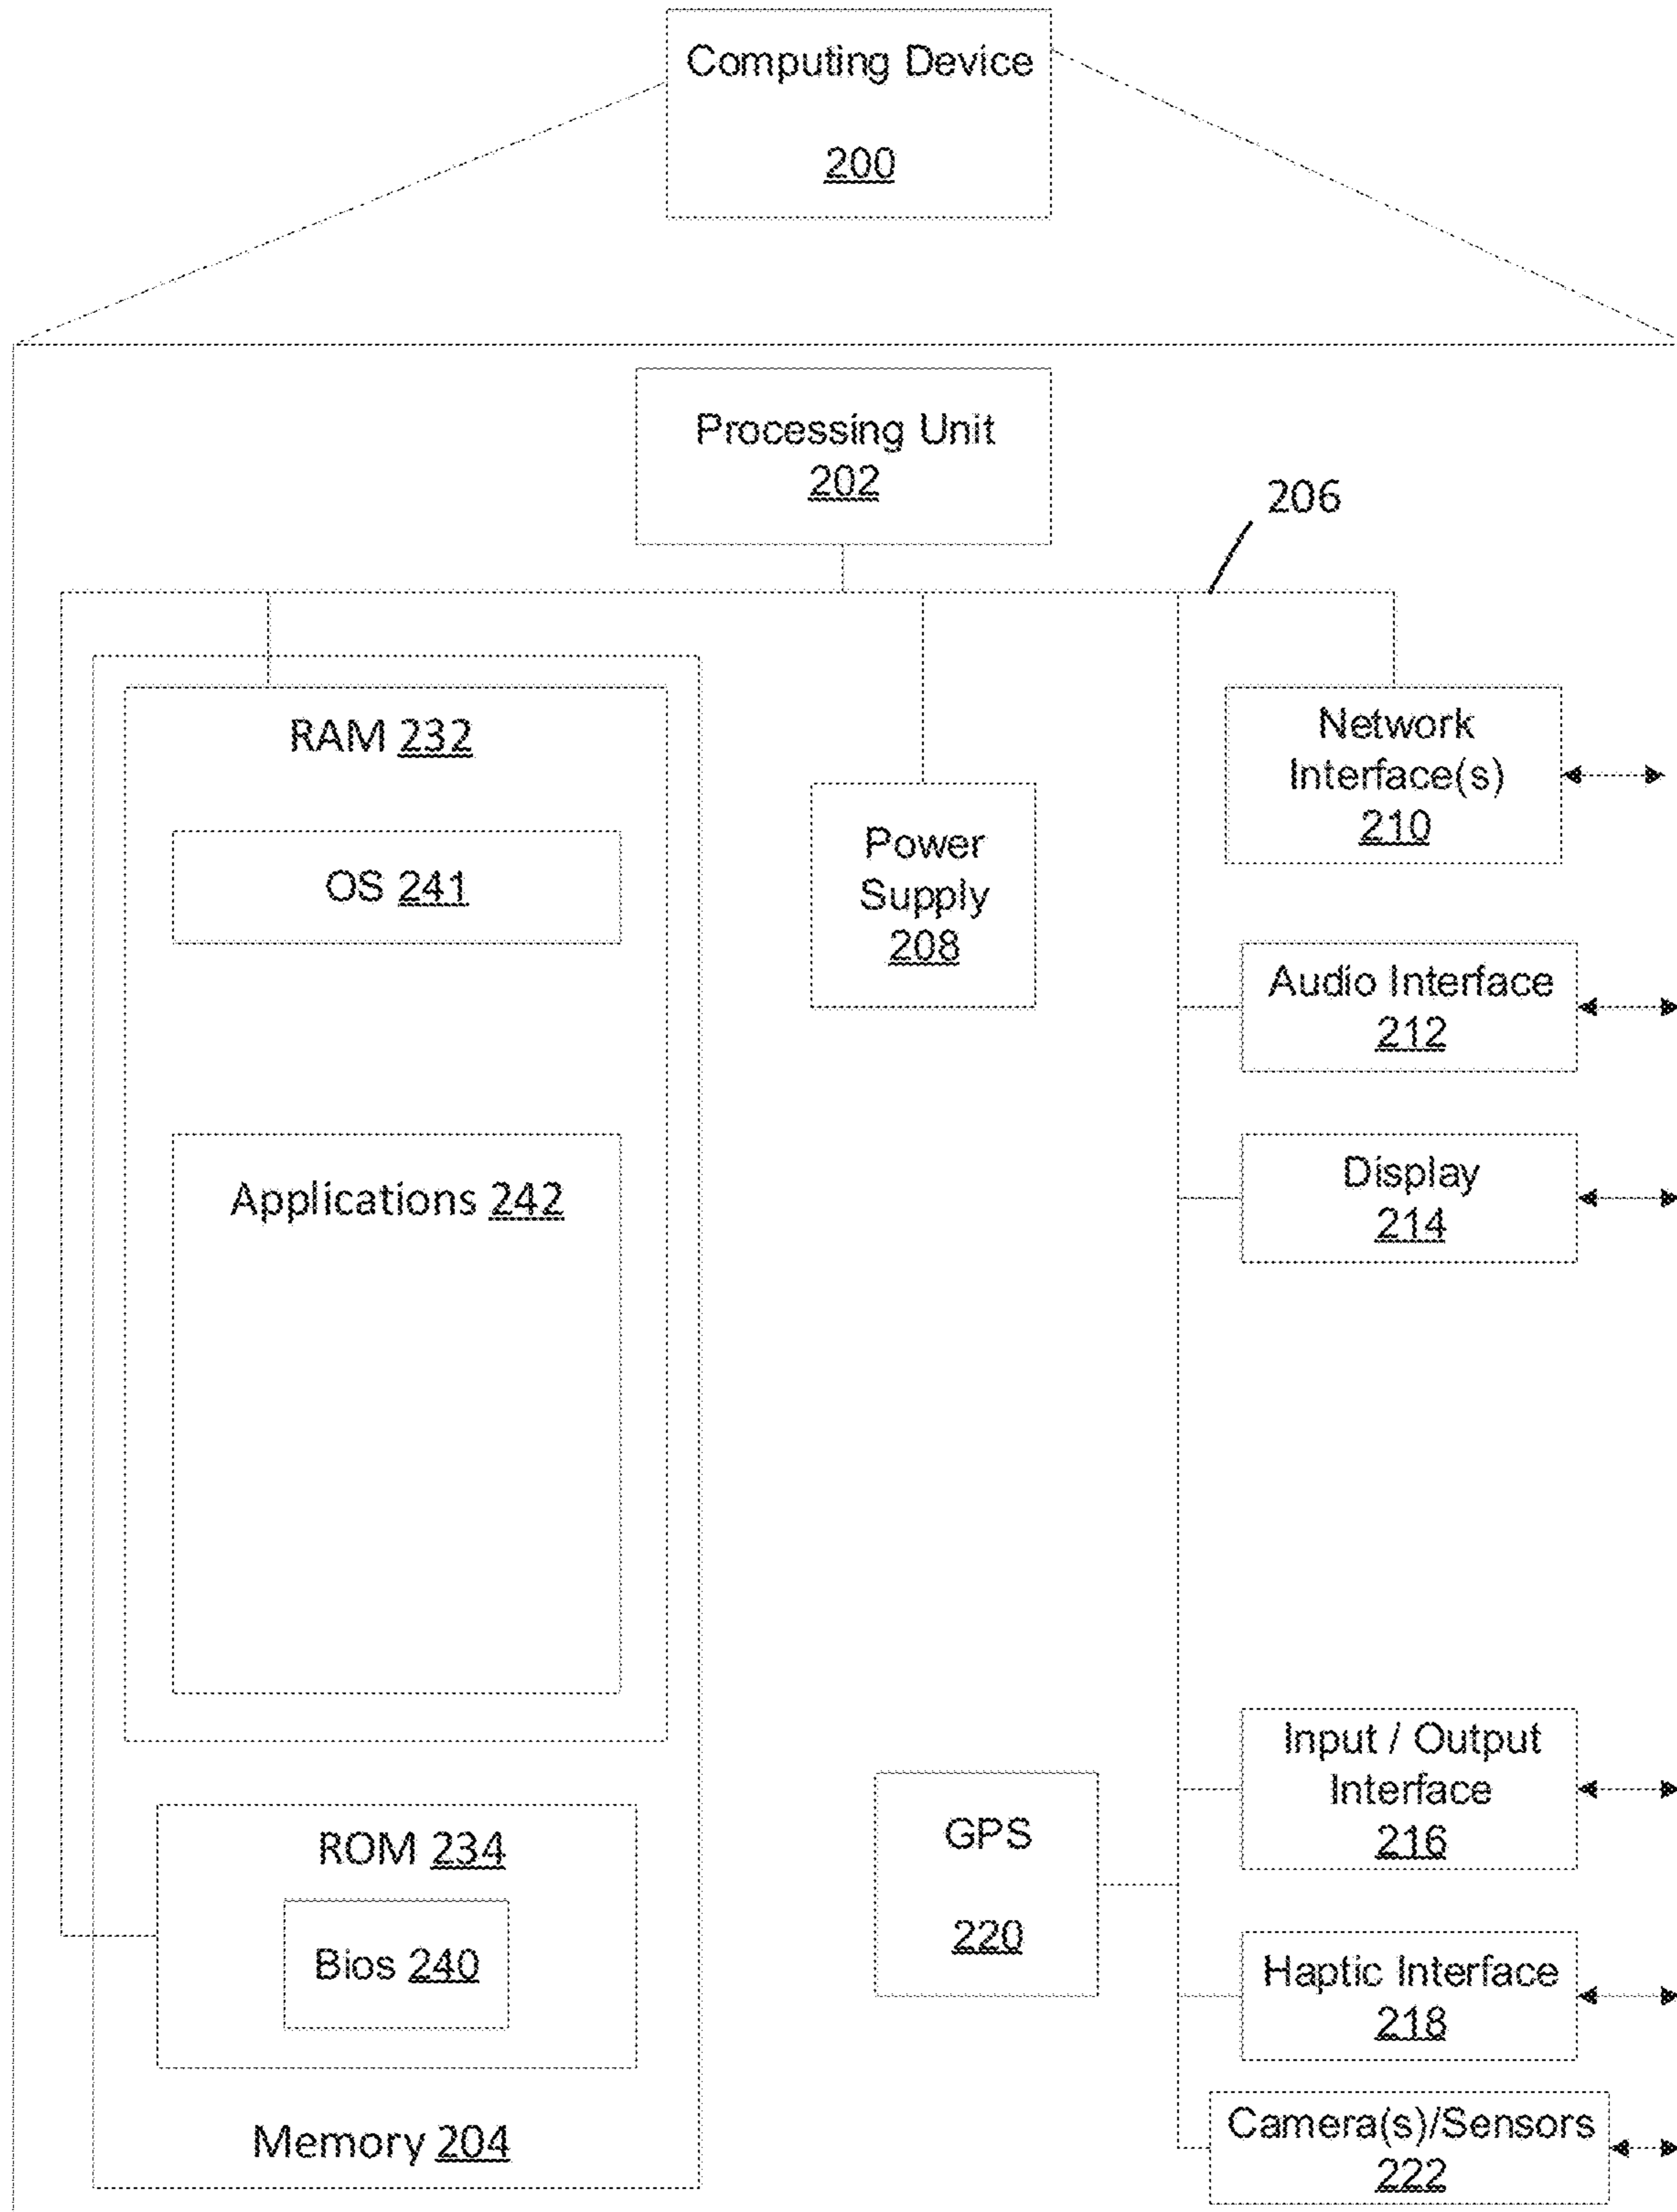 Computing Device
200
Processing Unit
202
206
RAM 232
OS 241
Applications 242
ROM 234
Bios 240
Memory 204
Power
Supply
208
GPS
220
Network
Interface(s)
210
Audio Interface
212
Display
214
Input / Output
Interface
216
Haptic Interface
218
Camera(s)/Sensors
222